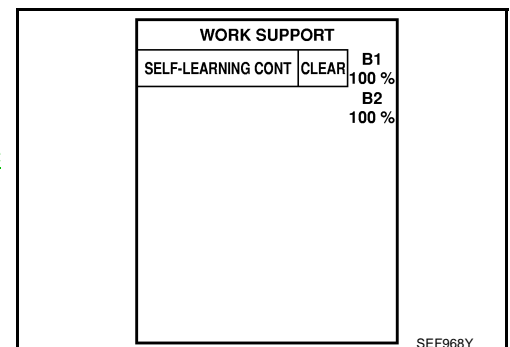 WORK SUPPORT
SELF-LEARNING CONT CLEAR B1
100 %
B2
100 %
SEF968Y